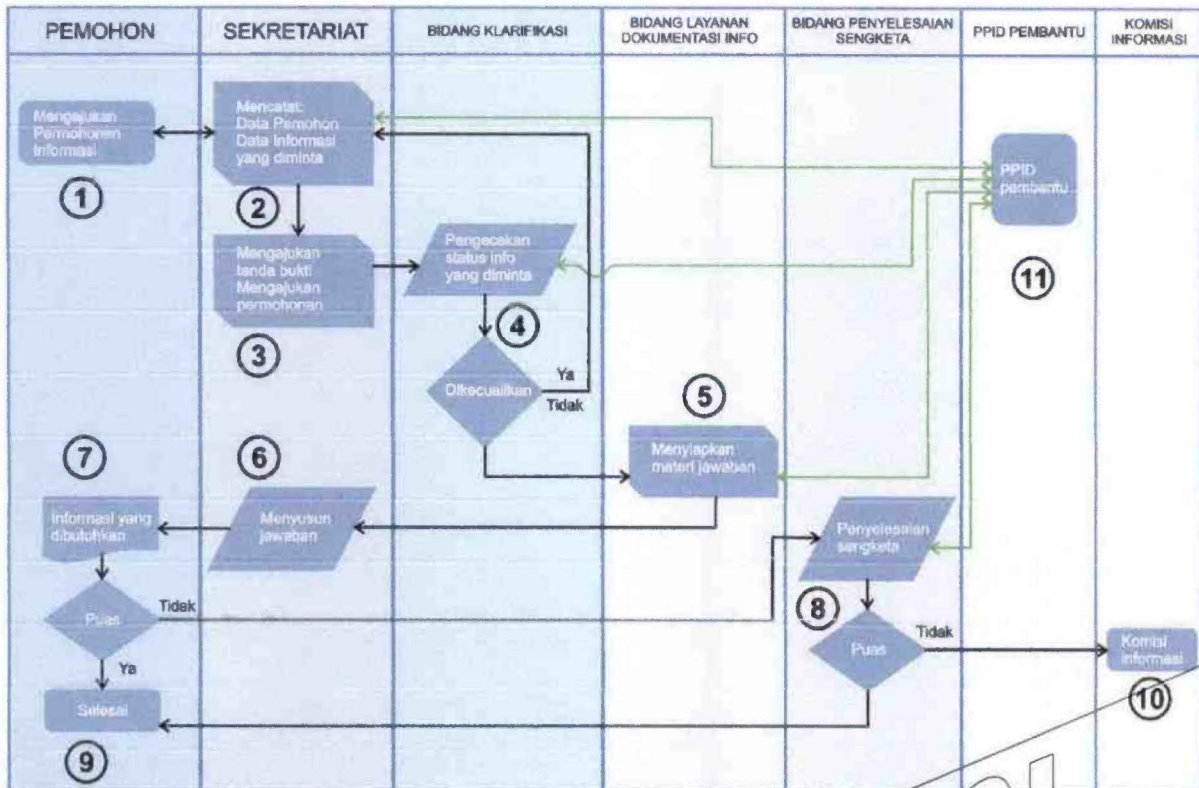 PEMOHON
SEKRETARIAT
BIDANG KLARIFIKASI
BIDANG LAYANAN
DOKUMENTASI INFO
BIDANG PENYELESAIAN
SENGKETA
PPID PEMBANTU
KOMISI
INFORMASI
Mengajukan
Permohonan
Informasi
1
Mencatat:
Data Pemohon
Data Informasi
yang diminta
2
Mengajukan
tanda bukti
Mengajukan
permohonan
3
Pengecekan
status info
yang diminta
4
Dikecualikan
Ya
Tidak
PPID
pembantu
11
5
Menyiapkan
materi jawaban
6
Menyusun
jawaban
7
Informasi yang
dibutuhkan
Puas
Tidak
Ya
Selesai
9
Penyelesaian
sengketa
8
Puas
Tidak
Komisi
informasi
10